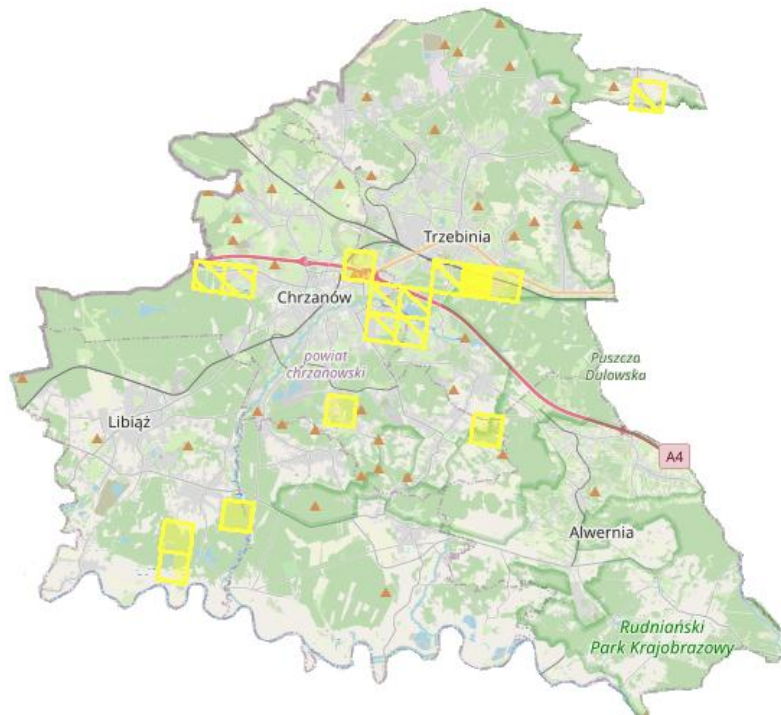 Trzebinia
Chrzanów
powiat
chrzanowski
Puszcza
Dulowska
Libiąż
A4
Alwernia
Rudniański
Park Krajobrazowy